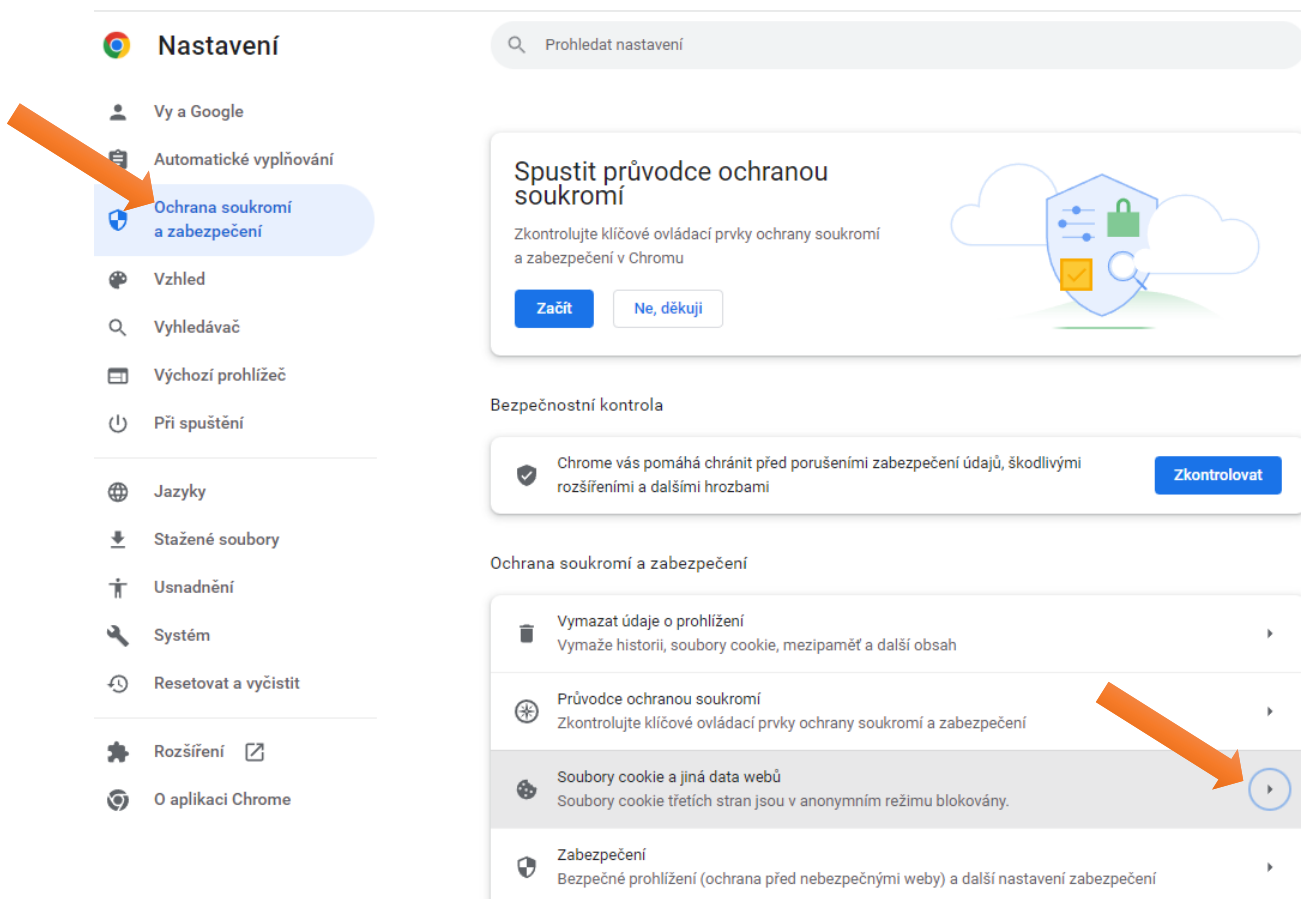 Nastavení
Prohledat nastavení
Vy a Google
Automatické vyplňování
Ochrana soukromí
a zabezpečení
Vzhled
Vyhledávač
Výchozí prohlížeč
Při spuštění
Jazyky
Stažené soubory
Usnadnění
Systém
Resetovat a vyčistit
Rozšíření
O aplikaci Chrome
Spustit průvodce ochranou
soukromí
Zkontrolujte klíčové ovládací prvky ochrany soukromí
a zabezpečení v Chromu
Začít
Ne, děkuji
Bezpečnostní kontrola
Chrome vás pomáhá chránit před porušeními zabezpečení údajů, škodlivými
rozšířeními a dalšími hrozbami
Zkontrolovat
Ochrana soukromí a zabezpečení
Vymazat údaje o prohlížení
Vymaže historii, soubory cookie, mezipaměť a další obsah
Průvodce ochranou soukromí
Zkontrolujte klíčové ovládací prvky ochrany soukromí a zabezpečení
Soubory cookie a jiná data webů
Soubory cookie třetích stran jsou v anonymním režimu blokovány.
Zabezpečení
Bezpečné prohlížení (ochrana před nebezpečnými weby) a další nastavení zabezpečení